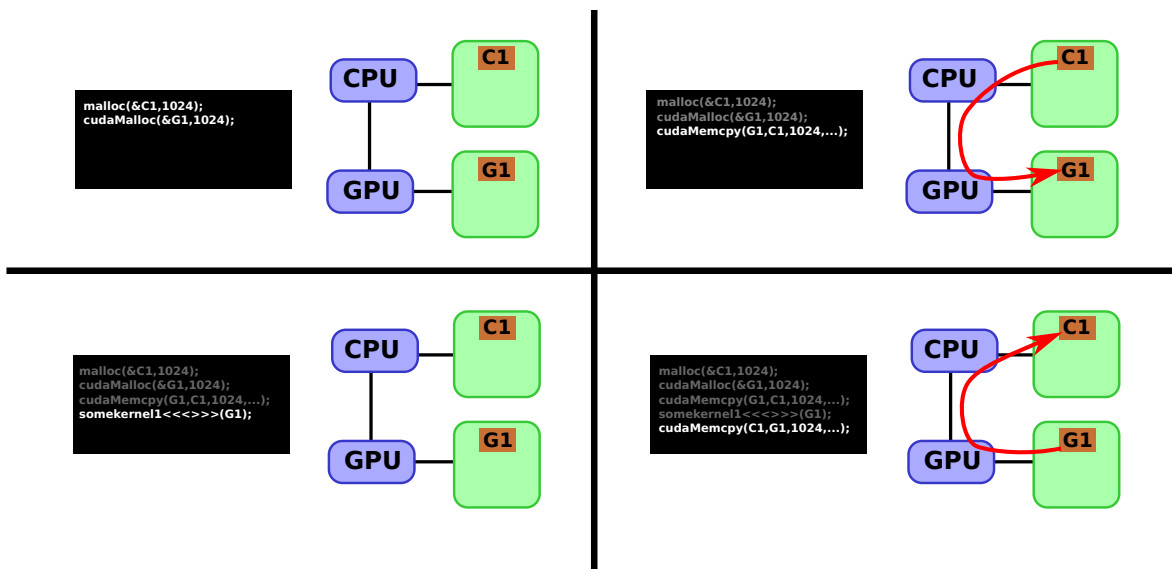 malloc(&C1,1024);
cudaMalloc(&G1,1024);
CPU
C1
GPU
G1
malloc(&C1,1024);
cudaMalloc(&G1,1024);
cudaMemcpy(G1,C1,1024,...);
CPU
C1
GPU
G1
malloc(&C1,1024);
cudaMalloc(&G1,1024);
cudaMemcpy(G1,C1,1024,...);
somekernel1<<<>>>(G1);
CPU
C1
GPU
G1
malloc(&C1,1024);
cudaMalloc(&G1,1024);
cudaMemcpy(G1,C1,1024,...);
somekernel1<<<>>>(G1);
cudaMemcpy(C1,G1,1024,...);
CPU
C1
GPU
G1